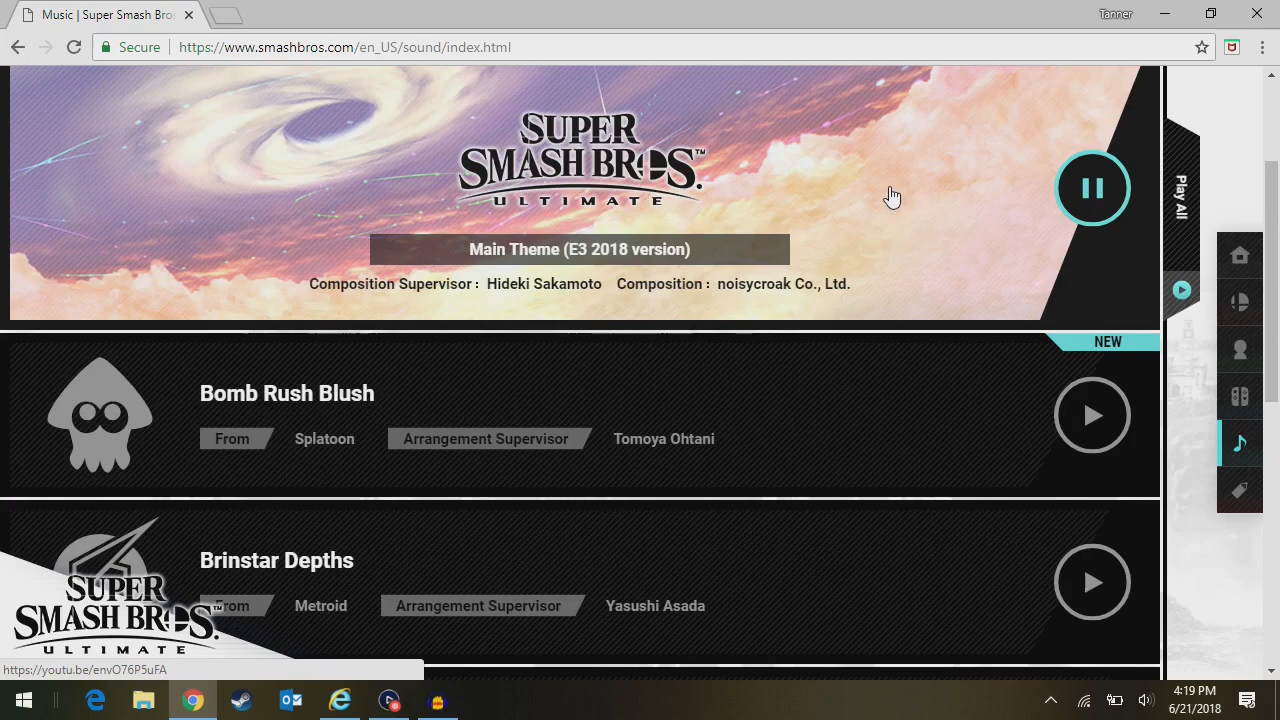 Music | Super Smash Bros
Tanner
Secure
https://www.smashbros.com/en_US/sound/index.html
SUPER
SMASH BROS.™
ULTIMATE
Main Theme (E3 2018 version)
Composition Supervisor : Hideki Sakamoto Composition : noisycroak Co., Ltd.
Play All
NEW
Bomb Rush Blush
From Splatoon Arrangement Supervisor Tomoya Ohtani
Brinstar Depths
From Metroid Arrangement Supervisor Yasushi Asada
SUPER
SMASH BROS.™
ULTIMATE
https://youtu.be/envO76P5uFA
4:19 PM
6/21/2018